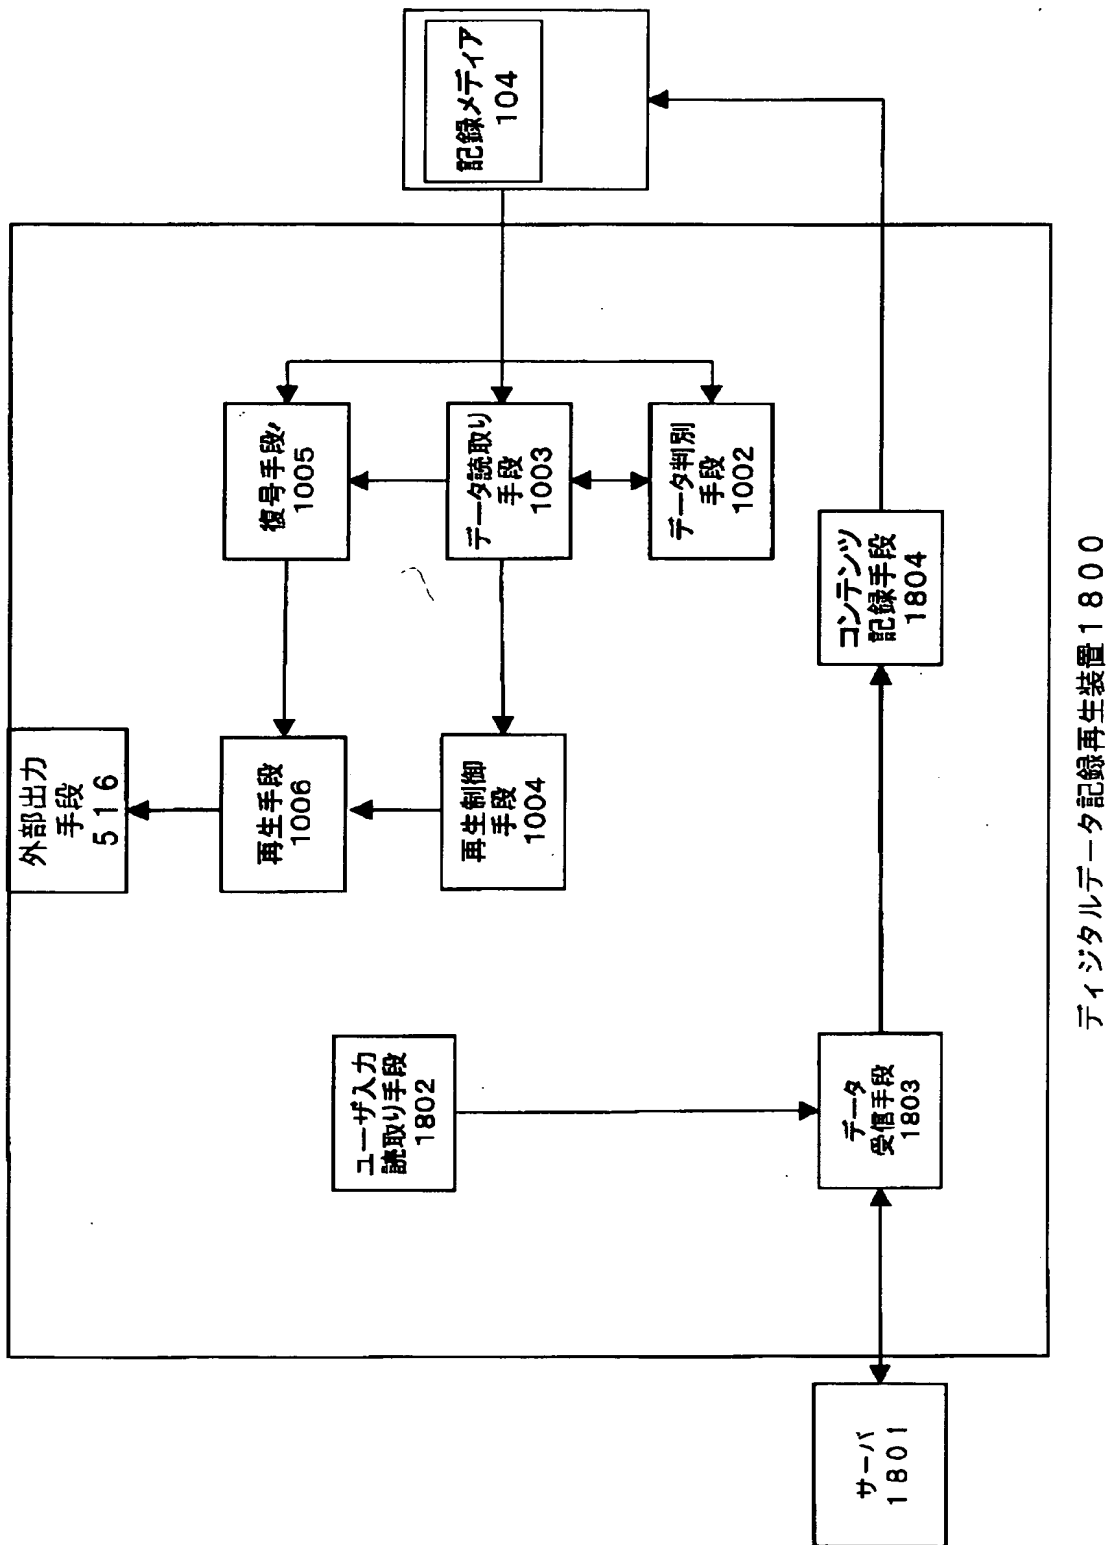 サーバ
1801
ユーザ入力
読取り手段
1802
データ
受信手段
1803
外部出力
手段
516
再生手段
1006
再生制御
手段
1004
復号手段
1005
データ読取り
手段
1003
データ判別
手段
1002
コンテンツ
記録手段
1804
記録メディア
104
ディジタルデータ記録再生装置1800